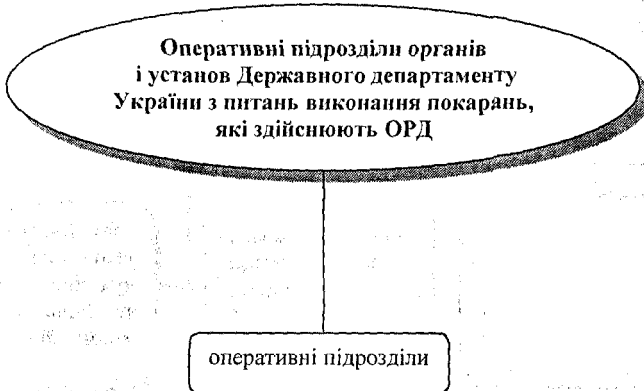 Оперативні підрозділи органів
і установ Державного департаменту
України з питань виконання покарань,
які здійснюють ОРД
оперативні підрозділи